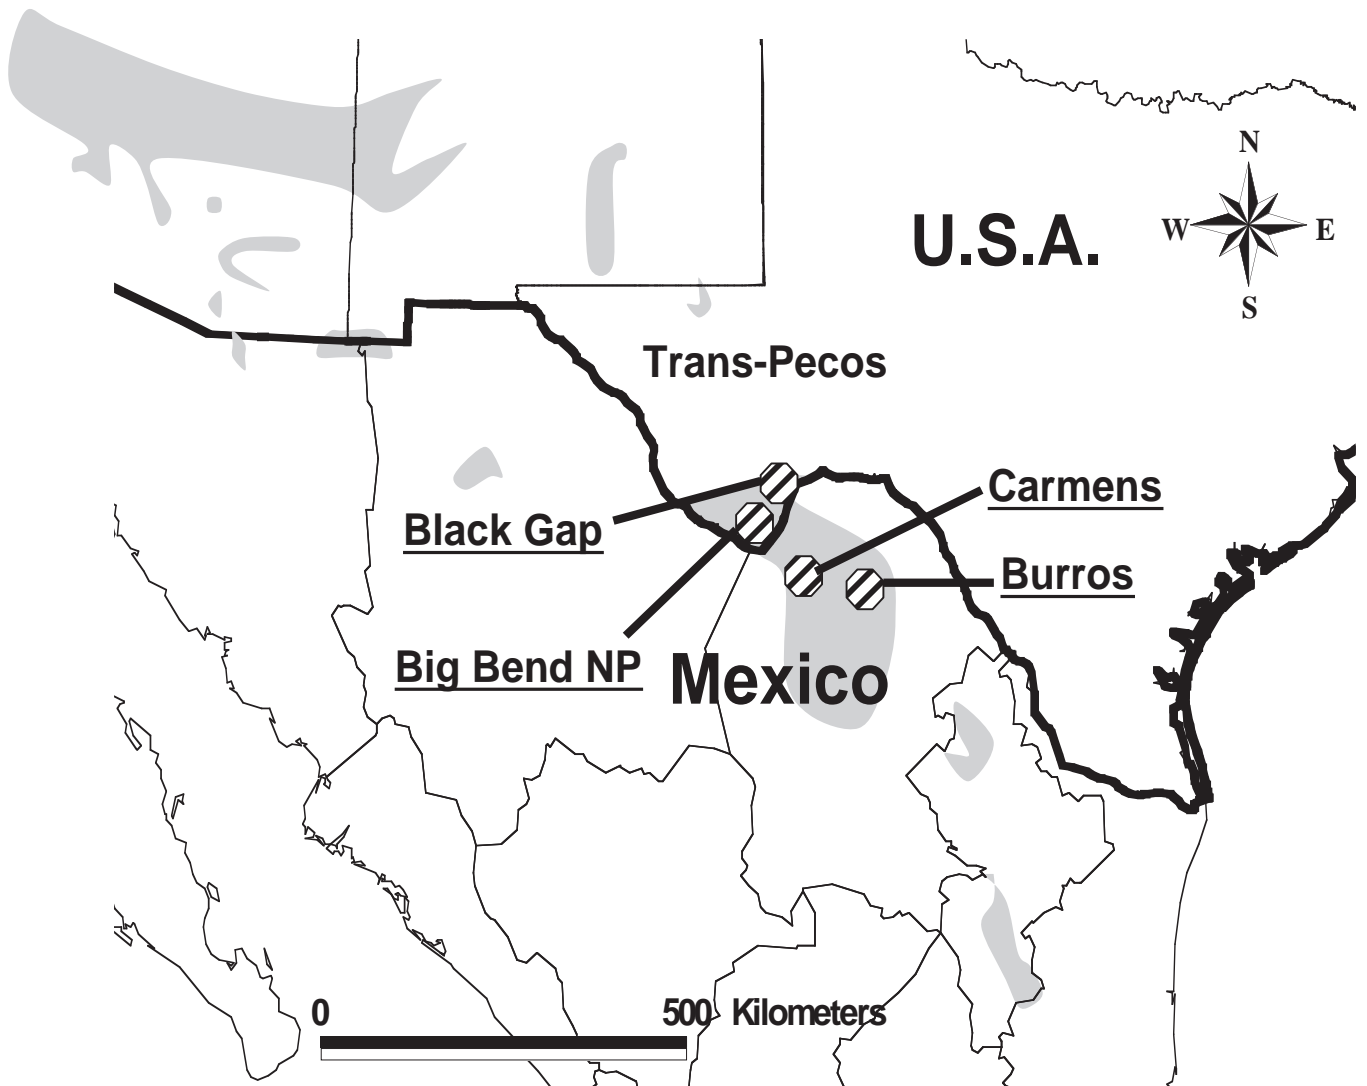 N
W E
S
U.S.A.
Trans-Pecos
Carmens
Black Gap
Burros
Big Bend NP
Mexico
0 500 Kilometers